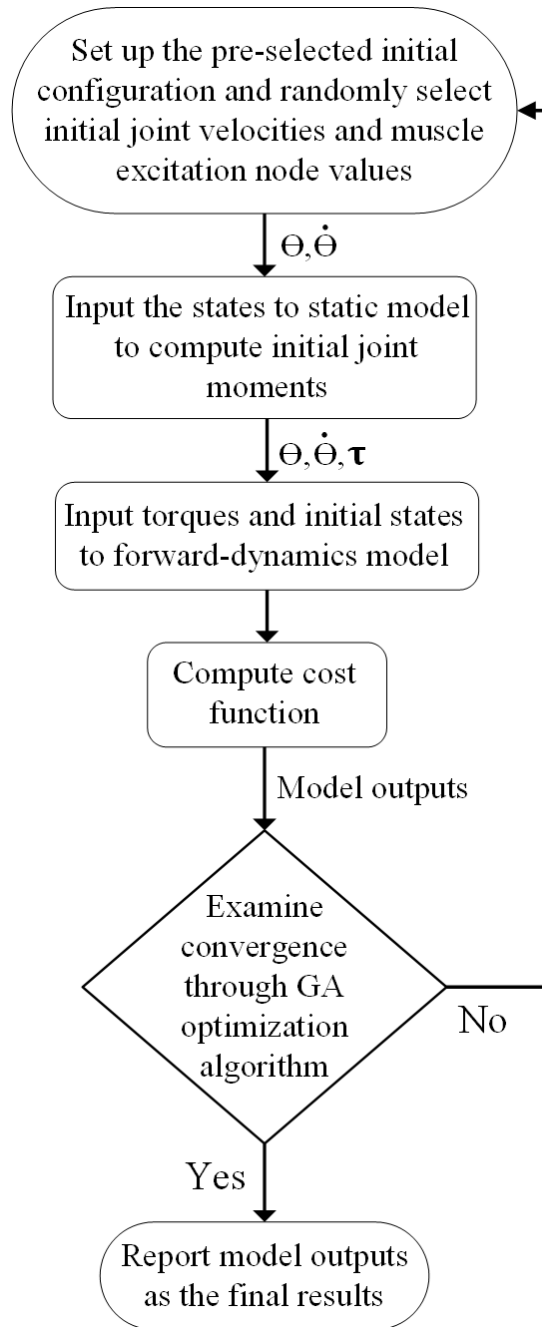 Set up the pre-selected initial
configuration and randomly select
initial joint velocities and muscle
excitation node values
ϴ,ϴ̇
Input the states to static model
to compute initial joint
moments
ϴ,ϴ̇,τ
Input torques and initial states
to forward-dynamics model
Compute cost
function
Model outputs
Examine
convergence
through GA
optimization
algorithm
No
Yes
Report model outputs
as the final results